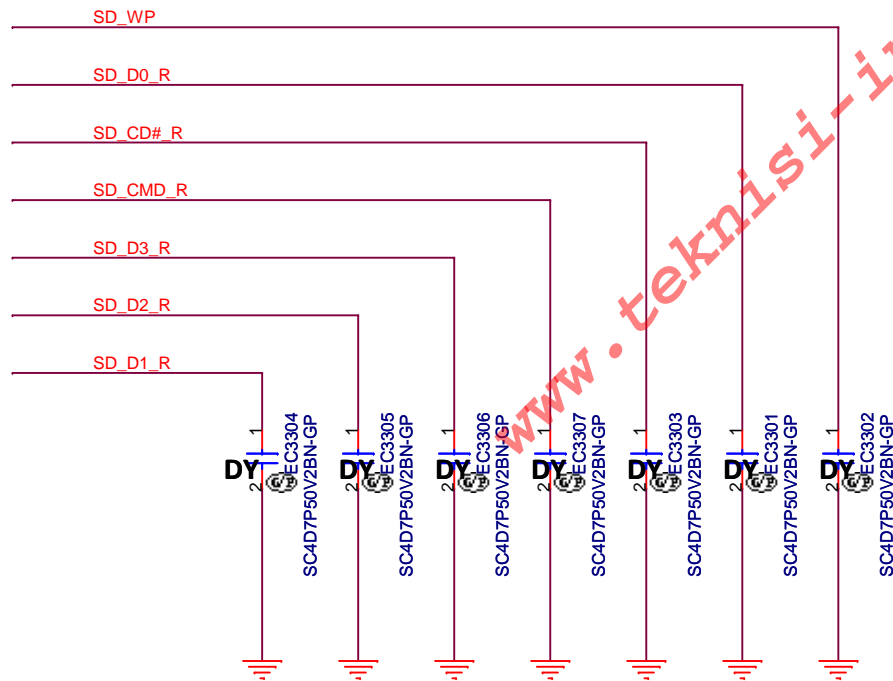 SD_WP
SD_D0_R
SD_CD#_R
SD_CMD_R
SD_D3_R
SD_D2_R
SD_D1_R
www.teknisi-i
1
2
DY
EC3304
SC4D7P50V2BN-GP
1
2
DY
EC3305
SC4D7P50V2BN-GP
1
2
DY
EC3306
SC4D7P50V2BN-GP
1
2
DY
EC3307
SC4D7P50V2BN-GP
1
2
DY
EC3303
SC4D7P50V2BN-GP
1
2
DY
EC3301
SC4D7P50V2BN-GP
1
2
DY
EC3302
SC4D7P50V2BN-GP